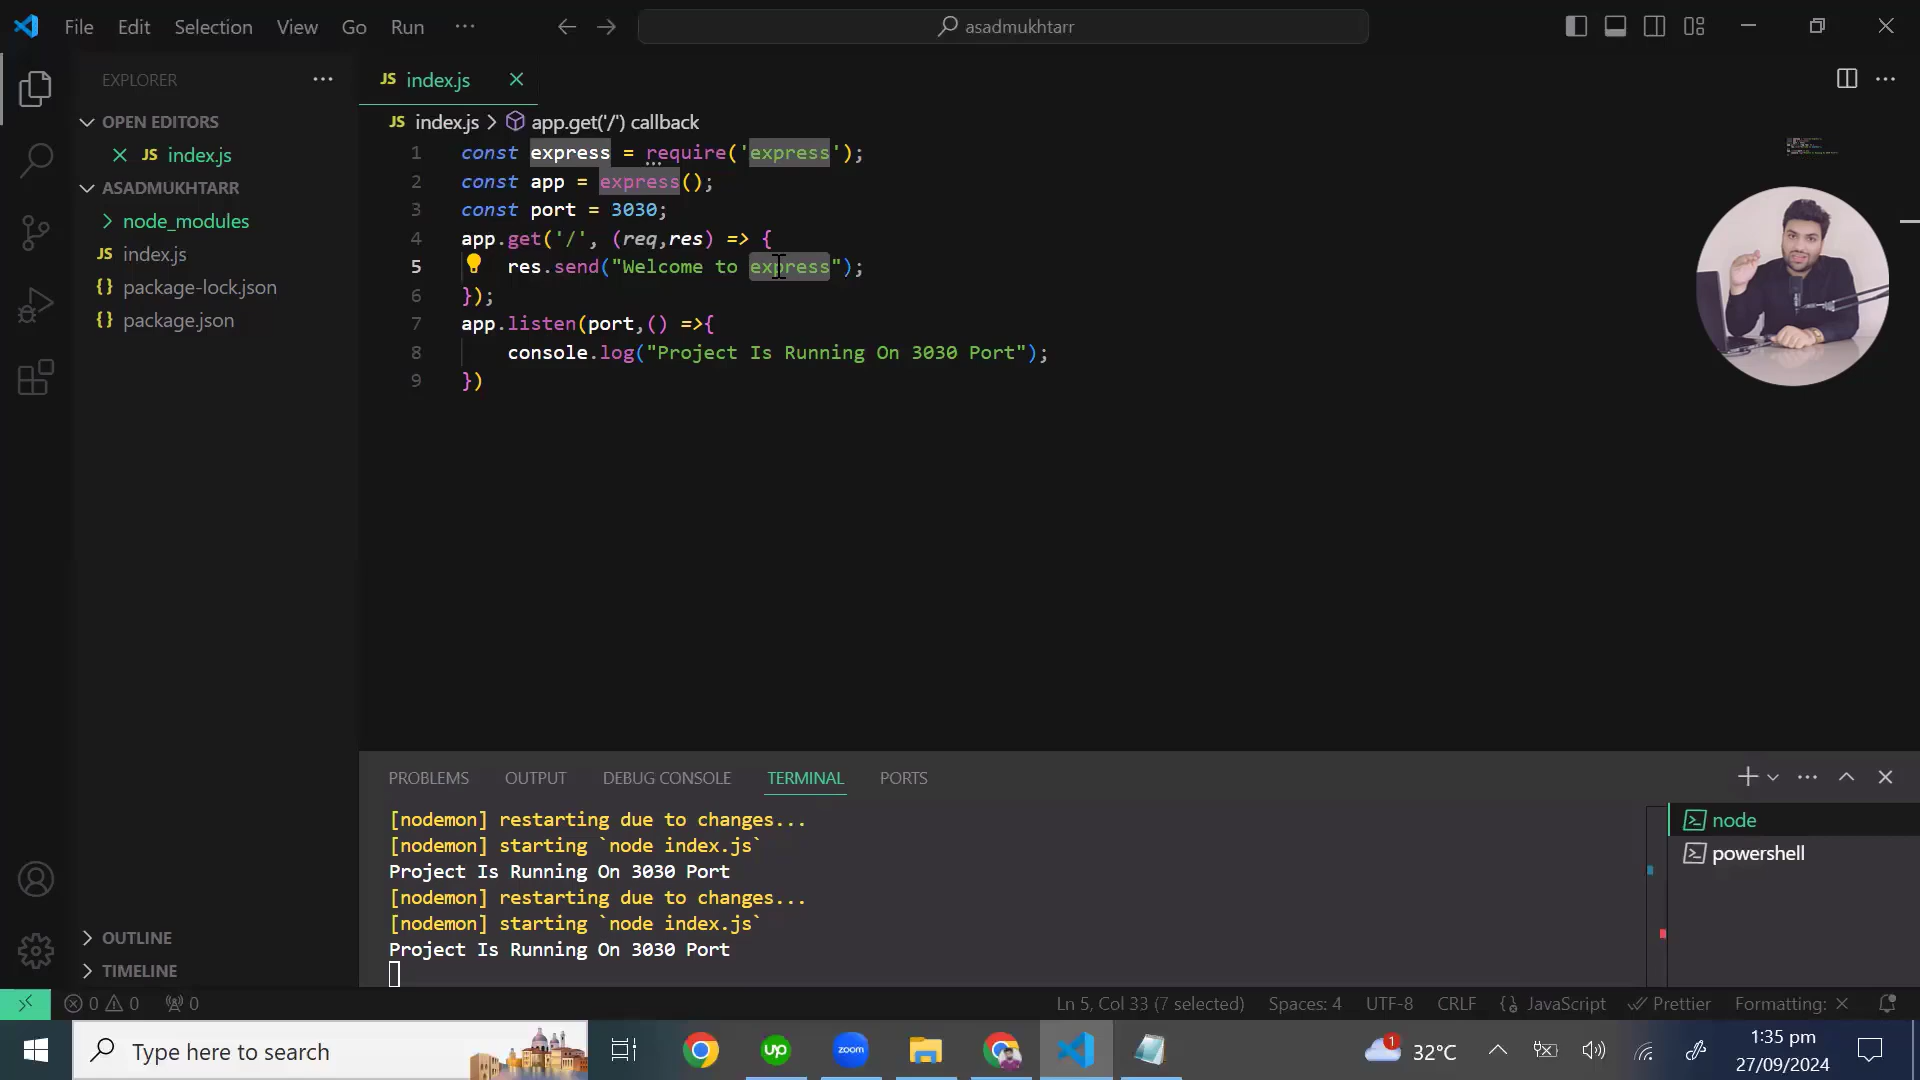 File Edit Selection View Go Run ···
asadmukhtarr
EXPLORER ···
OPEN EDITORS
JS index.js
ASADMUKHTARR
node_modules
JS index.js
{} package-lock.json
{} package.json
OUTLINE
TIMELINE
JS index.js
JS index.js > app.get('/') callback
1 const express = require('express');
2 const app = express();
3 const port = 3030;
4 app.get('/', (req,res) => {
5 res.send("Welcome to express");
6 });
7 app.listen(port,() =>{
8 console.log("Project Is Running On 3030 Port");
9 })
PROBLEMS OUTPUT DEBUG CONSOLE TERMINAL PORTS
[nodemon] restarting due to changes...
[nodemon] starting `node index.js`
Project Is Running On 3030 Port
[nodemon] restarting due to changes...
[nodemon] starting `node index.js`
Project Is Running On 3030 Port
node
powershell
0 0 0 Ln 5, Col 33 (7 selected) Spaces: 4 UTF-8 CRLF {} JavaScript Prettier Formatting: ×
Type here to search
up
zoom
1
32°C
1:35 pm
27/09/2024